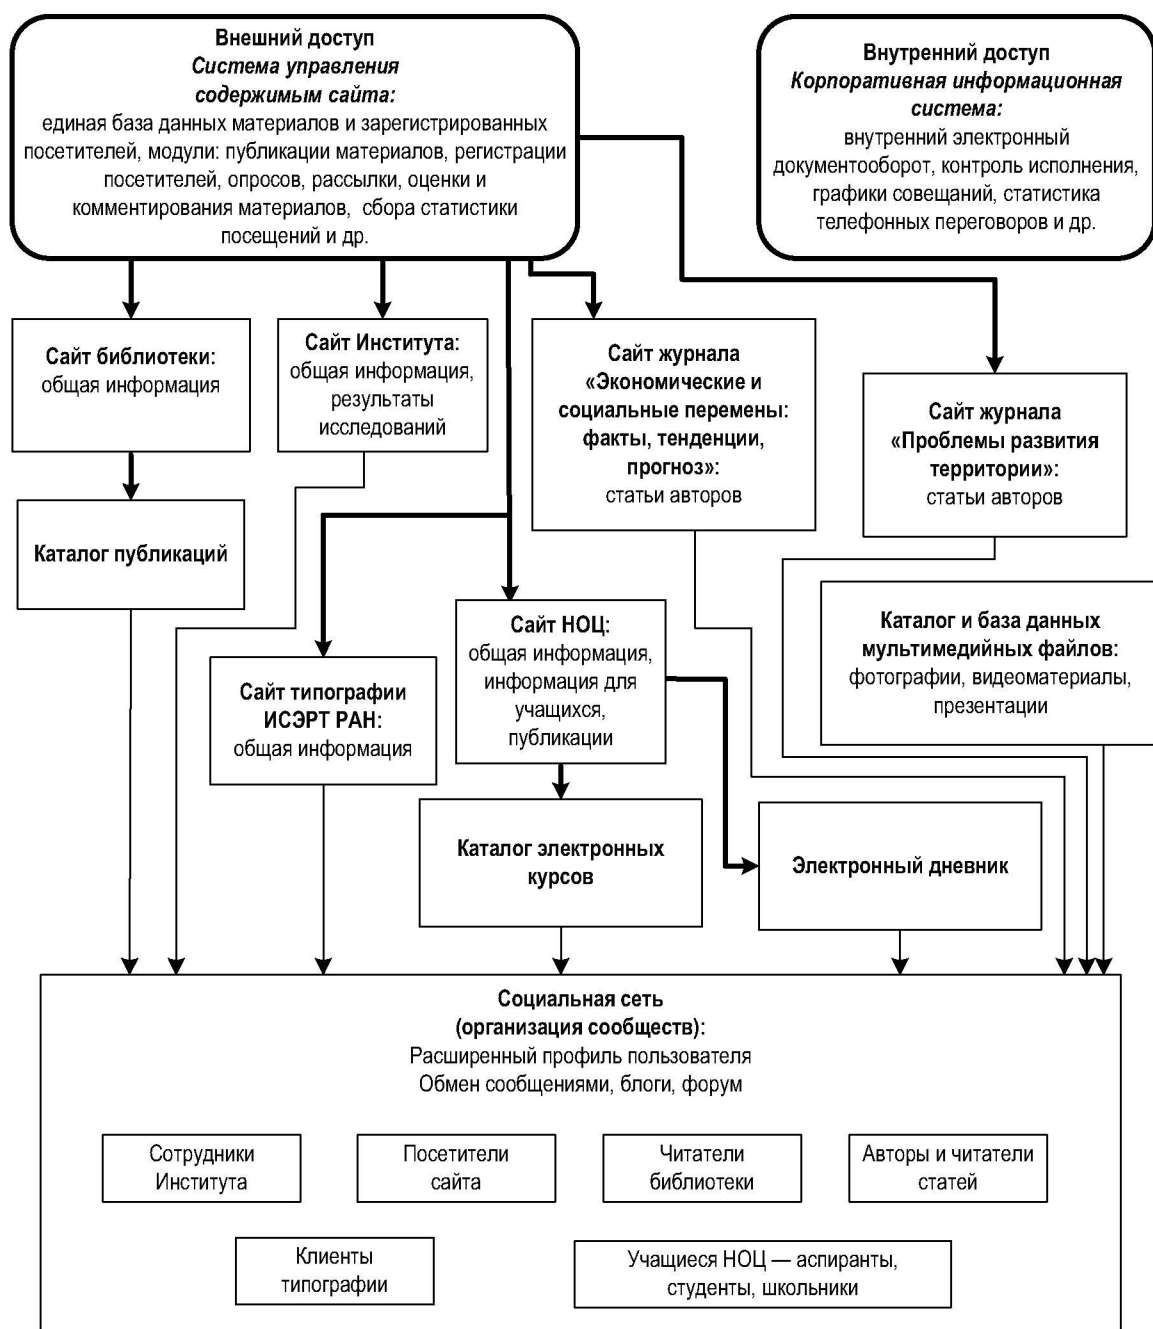 Внешний доступ
Система управления
содержимым сайта:
единая база данных материалов и зарегистрированных
посетителей, модули: публикации материалов, регистрации
посетителей, опросов, рассылки, оценки и
комментирования материалов, сбора статистики
посещений и др.
Внутренний доступ
Корпоративная информационная
система:
внутренний электронный
документооборот, контроль исполнения,
графики совещаний, статистика
телефонных переговоров и др.
Сайт библиотеки:
общая информация
Сайт Института:
общая информация,
результаты
исследований
Сайт журнала
«Экономические и
социальные перемены:
факты, тенденции,
прогноз»:
статьи авторов
Сайт журнала
«Проблемы развития
территории»:
статьи авторов
Каталог публикаций
Сайт типографии
ИСЭРТ РАН:
общая информация
Сайт НОЦ:
общая информация,
информация для
учащихся,
публикации
Каталог и база данных
мультимедийных файлов:
фотографии, видеоматериалы,
презентации
Каталог электронных
курсов
Электронный дневник
Социальная сеть
(организация сообществ):
Расширенный профиль пользователя
Обмен сообщениями, блоги, форум
Сотрудники
Института
Посетители
сайта
Читатели
библиотеки
Авторы и читатели
статей
Клиенты
типографии
Учащиеся НОЦ — аспиранты,
студенты, школьники